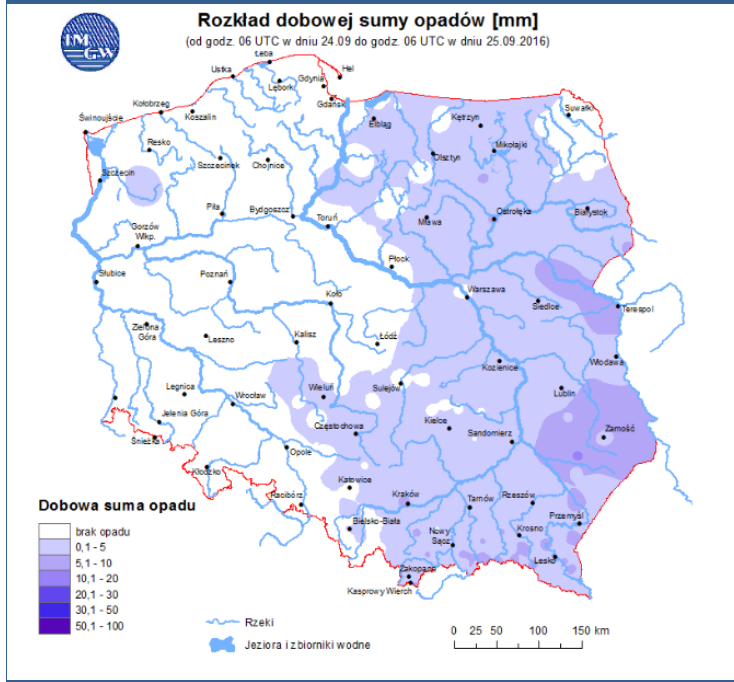 Rozkład dobowej sumy opadów [mm]
(od godz. 06 UTC w dniu 24.09 do godz. 06 UTC w dniu 25.09.2016)
IM
GW
Łeba
Hel
Ustka
Gdynia
Lębork
Gdańsk
Suwałki
Kołobrzeg
Koszalin
Świnoujście
Elbląg
Kętrzyn
Resko
Szczecinek
Chojnice
Olsztyn
Mikołajki
Szczecin
Piła
Bydgoszcz
Toruń
Mława
Ostrołęka
Białystok
Gorzów
Wlkp.
Płock
Słubice
Poznań
Koło
Warszawa
Siedlce
Terespol
Zielona
Góra
Leszno
Kalisz
Łódź
Kozienice
Włodawa
Legnica
Wrocław
Wieluń
Sulejów
Lublin
Jelenia Góra
Śnieżka
Częstochowa
Kielce
Sandomierz
Zamość
Opole
Kłodzko
Katowice
Racibórz
Kraków
Tarnów
Rzeszów
Przemyśl
Bielsko-Biała
Nowy
Sącz
Krosno
Lesko
Zakopane
Kasprowy Wierch
Dobowa suma opadu
brak opadu
0,1 - 5
5,1 - 10
10,1 - 20
20,1 - 30
30,1 - 50
50,1 - 100
Rzeki
Jeziora i zbiorniki wodne
0 25 50 100 150 km